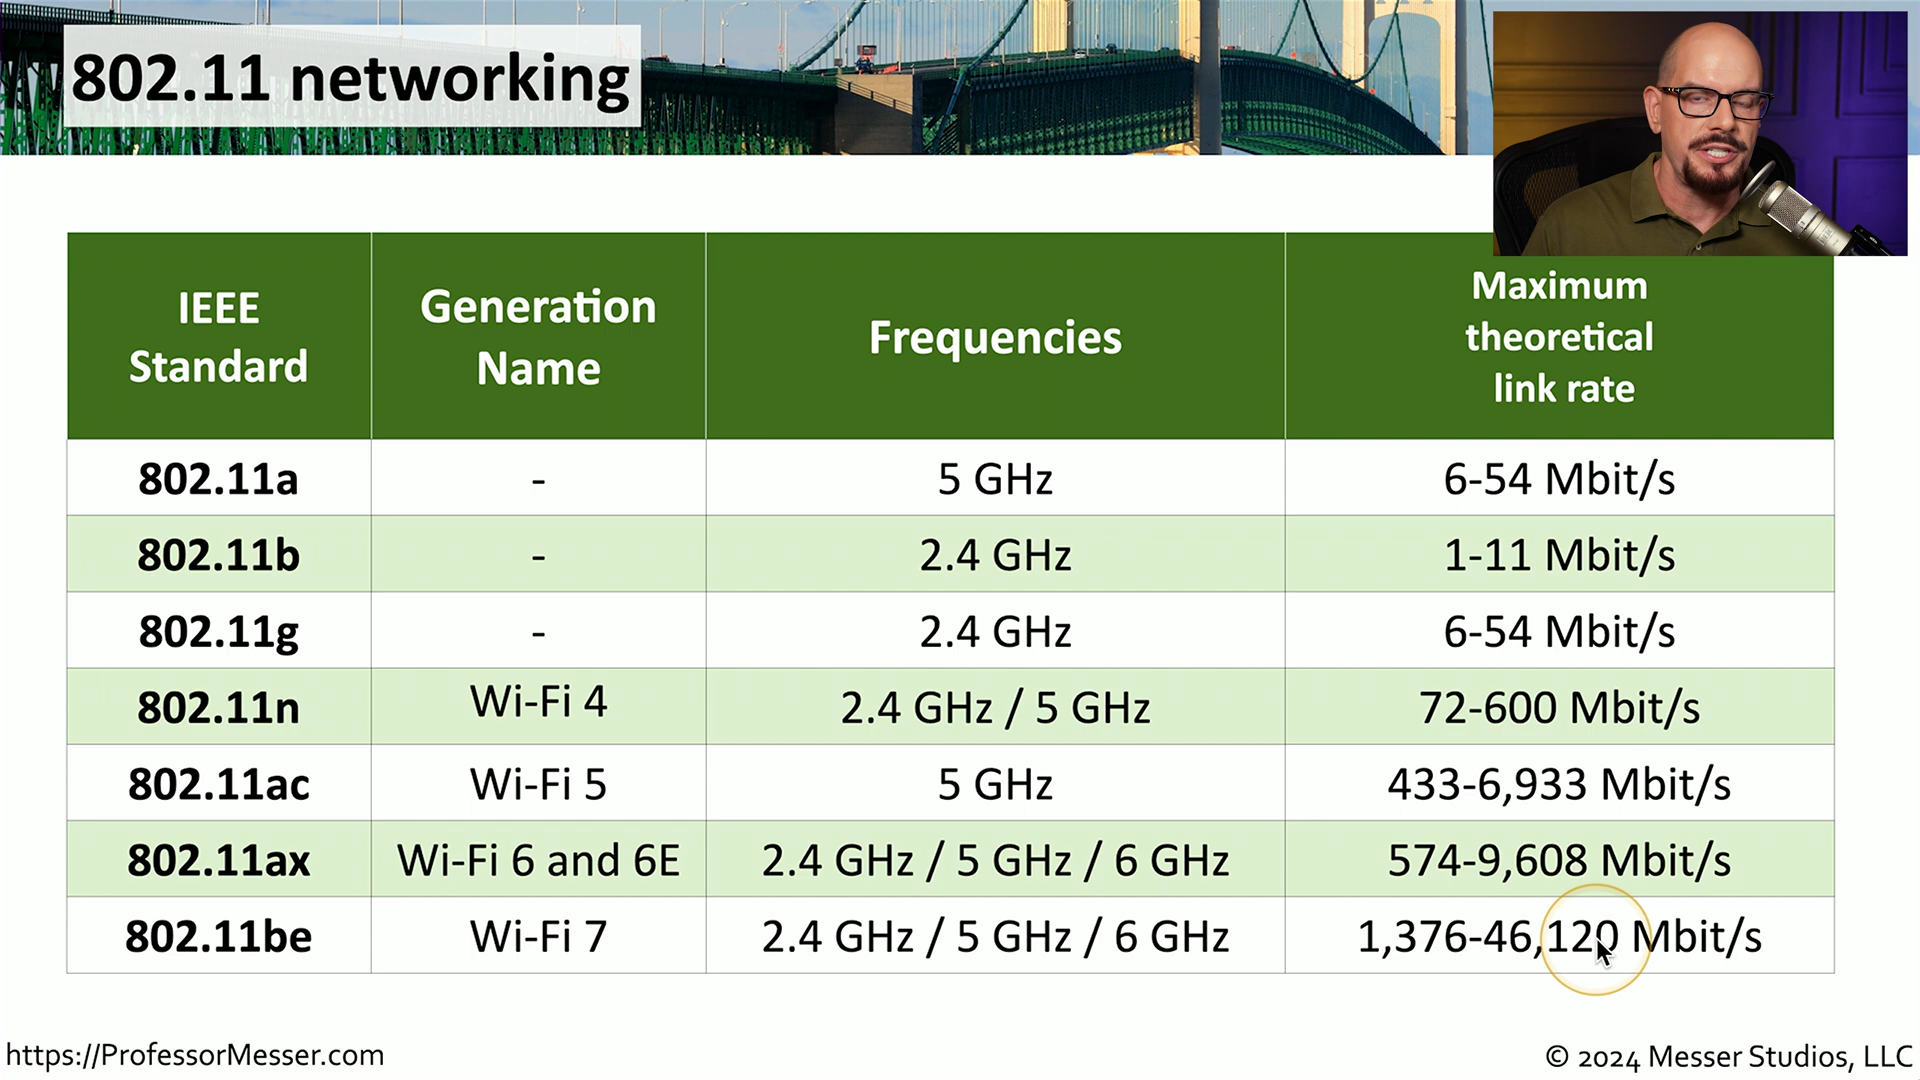 802.11 networking
IEEE
Standard
Generation
Name
Frequencies
Maximum
theoretical
link rate
802.11a
-
5 GHz
6-54 Mbit/s
802.11b
-
2.4 GHz
1-11 Mbit/s
802.11g
-
2.4 GHz
6-54 Mbit/s
802.11n
Wi-Fi 4
2.4 GHz / 5 GHz
72-600 Mbit/s
802.11ac
Wi-Fi 5
5 GHz
433-6,933 Mbit/s
802.11ax
Wi-Fi 6 and 6E
2.4 GHz / 5 GHz / 6 GHz
574-9,608 Mbit/s
802.11be
Wi-Fi 7
2.4 GHz / 5 GHz / 6 GHz
1,376-46,120 Mbit/s
https://ProfessorMesser.com
© 2024 Messer Studios, LLC